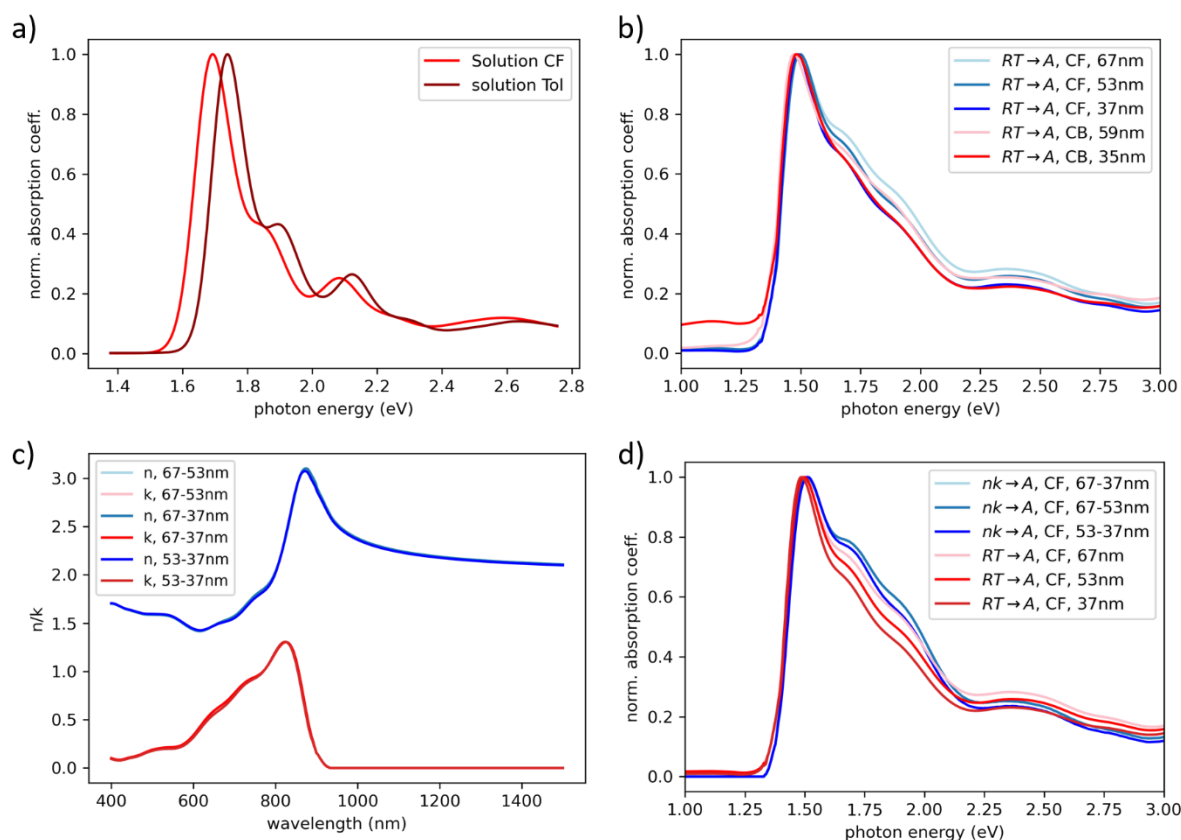 a)
norm. absorption coeff.
1.0
0.8
0.6
0.4
0.2
0.0
Solution CF
solution Tol
1.4 1.6 1.8 2.0 2.2 2.4 2.6 2.8
photon energy (eV)
b)
norm. absorption coeff.
1.0
0.8
0.6
0.4
0.2
0.0
RT→A, CF, 67nm
RT→A, CF, 53nm
RT→A, CF, 37nm
RT→A, CB, 59nm
RT→A, CB, 35nm
1.00 1.25 1.50 1.75 2.00 2.25 2.50 2.75 3.00
photon energy (eV)
c)
n/k
3.0
2.5
2.0
1.5
1.0
0.5
0.0
n, 67-53nm
k, 67-53nm
n, 67-37nm
k, 67-37nm
n, 53-37nm
k, 53-37nm
400 600 800 1000 1200 1400
wavelength (nm)
d)
norm. absorption coeff.
1.0
0.8
0.6
0.4
0.2
0.0
nk→A, CF, 67-37nm
nk→A, CF, 67-53nm
nk→A, CF, 53-37nm
RT→A, CF, 67nm
RT→A, CF, 53nm
RT→A, CF, 37nm
1.00 1.25 1.50 1.75 2.00 2.25 2.50 2.75 3.00
photon energy (eV)